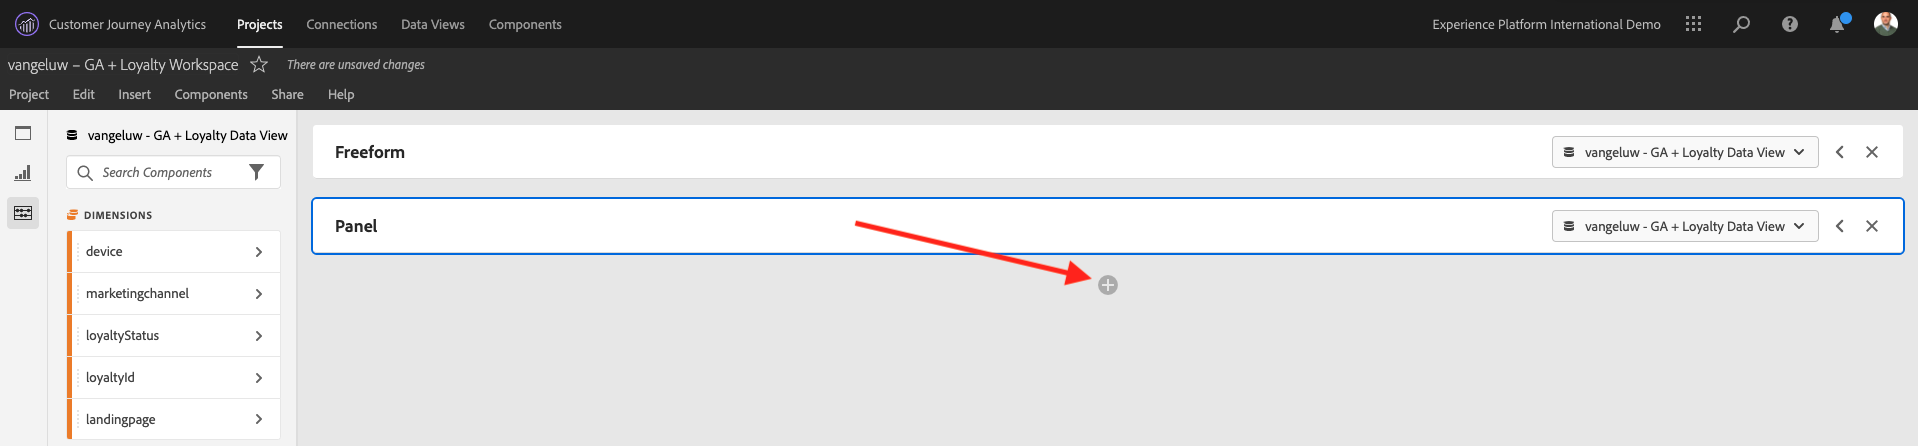 Customer Journey Analytics Projects Connections Data Views Components Experience Platform International Demo
vangeluw – GA + Loyalty Workspace There are unsaved changes
Project Edit Insert Components Share Help
vangeluw - GA + Loyalty Data View
Search Components
DIMENSIONS
device
marketingchannel
loyaltyStatus
loyaltyId
landingpage
Freeform vangeluw - GA + Loyalty Data View
Panel vangeluw - GA + Loyalty Data View